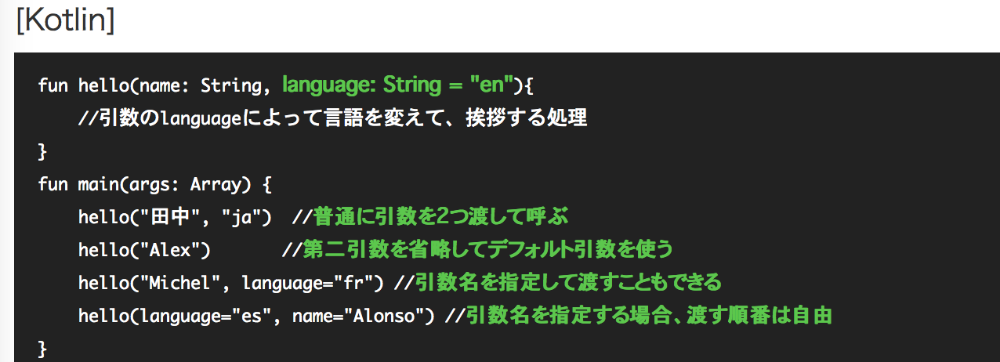 [Kotlin]
fun hello(name: String, language: String = "en"){
//引数のlanguageによって言語を変えて、挨拶する処理
}
fun main(args: Array) {
hello("田中", "ja") //普通に引数を2つ渡して呼ぶ
hello("Alex") //第二引数を省略してデフォルト引数を使う
hello("Michel", language="fr") //引数名を指定して渡すこともできる
hello(language="es", name="Alonso") //引数名を指定する場合、渡す順番は自由
}